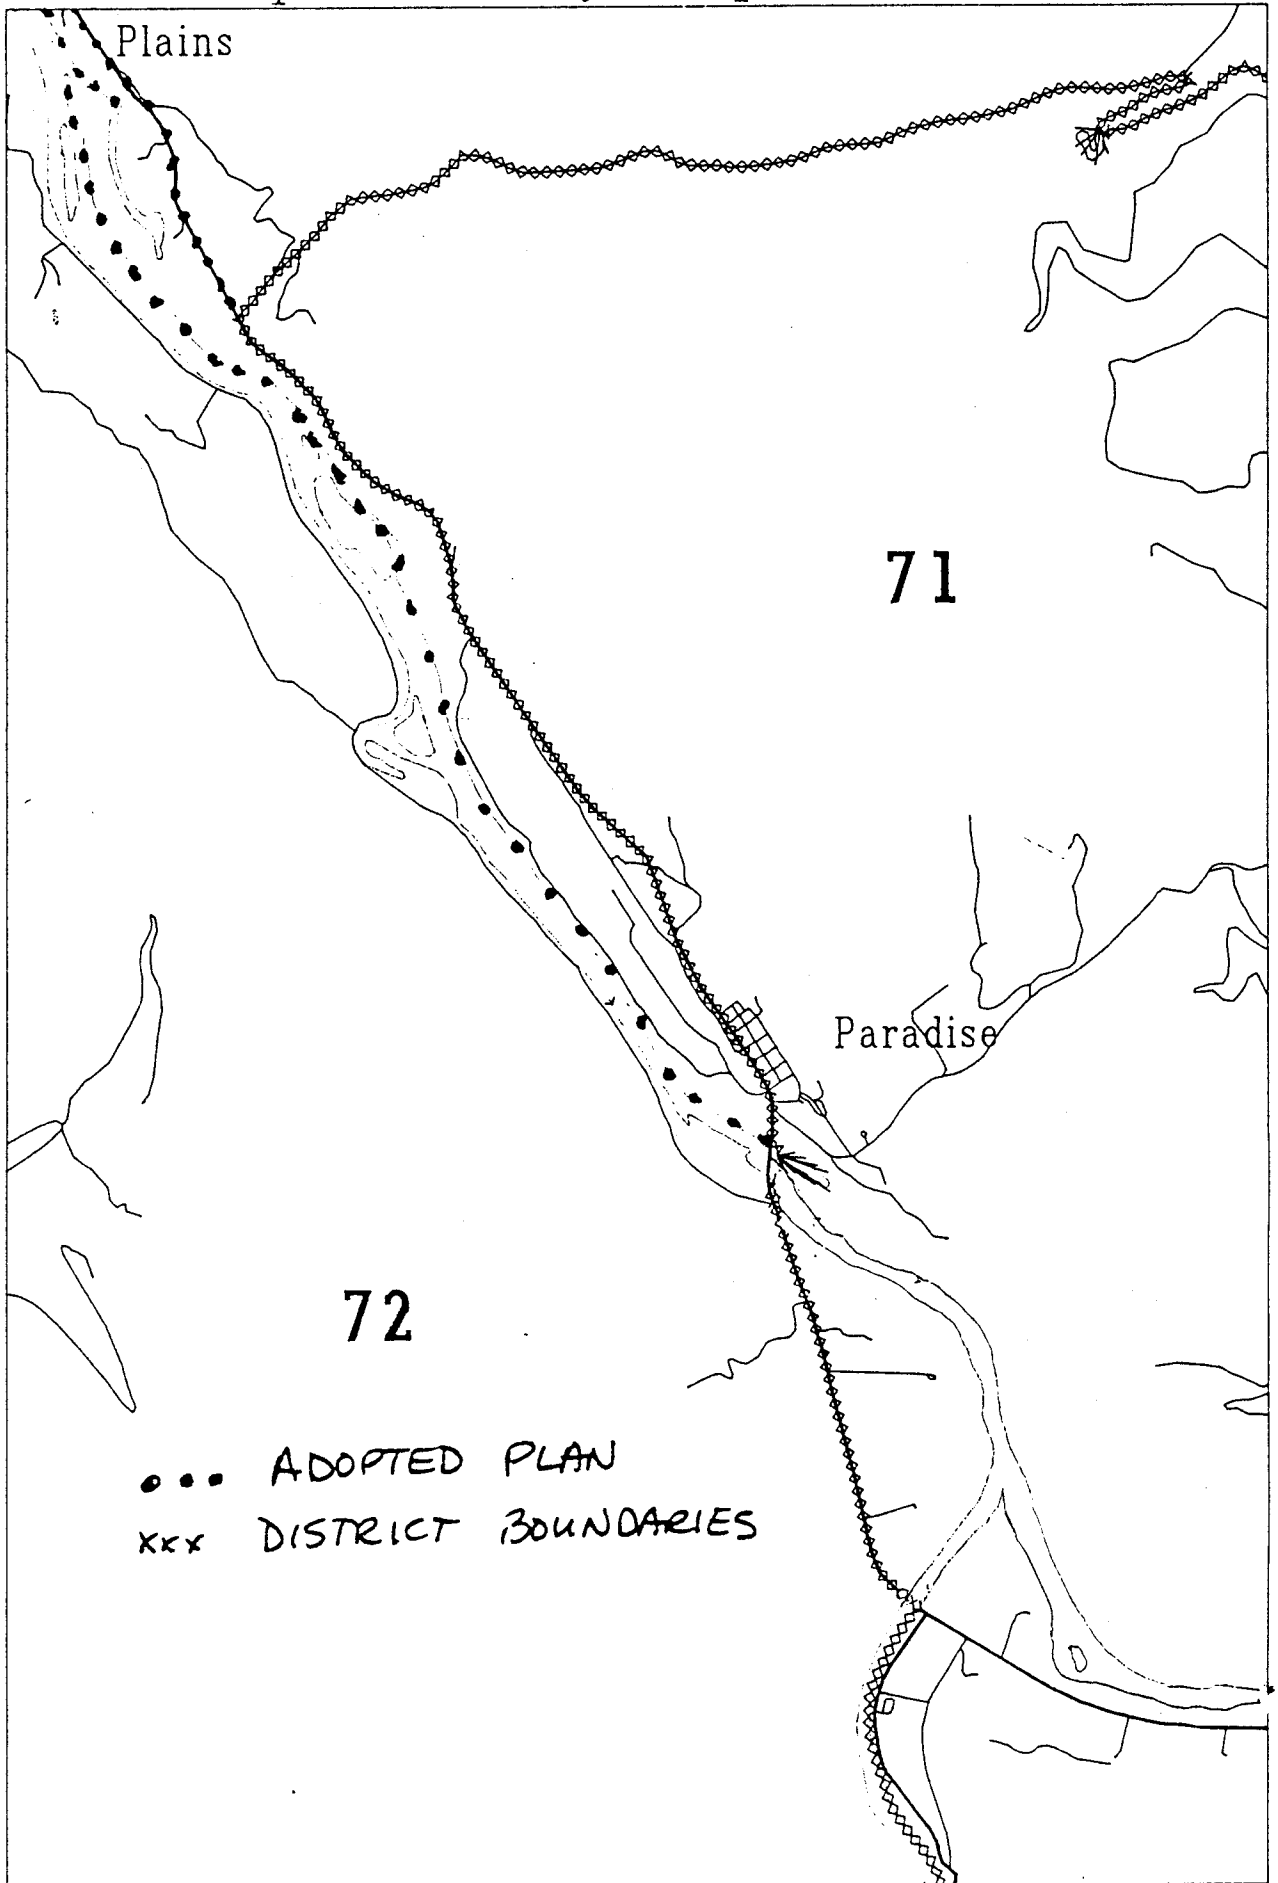 Plains
71
Paradise
72
••• ADOPTED PLAN
xxx DISTRICT BOUNDARIES